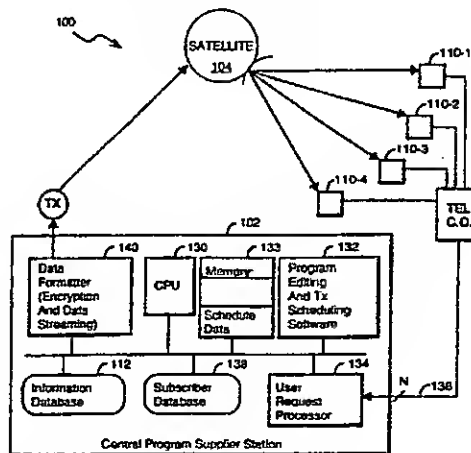 100
SATELLITE
104
110-1
110-2
110-3
110-4
TX
TEL
C.O.
102
140
130
133
132
Data
Formatter
(Encryption
And Data
Streaming)
CPU
Memory
Schedule
Data
Program
Editing
And Tx
Scheduling
Software
112
138
134
N
136
Information
Database
Subscriber
Database
User
Request
Processor
Central Program Supplier Station